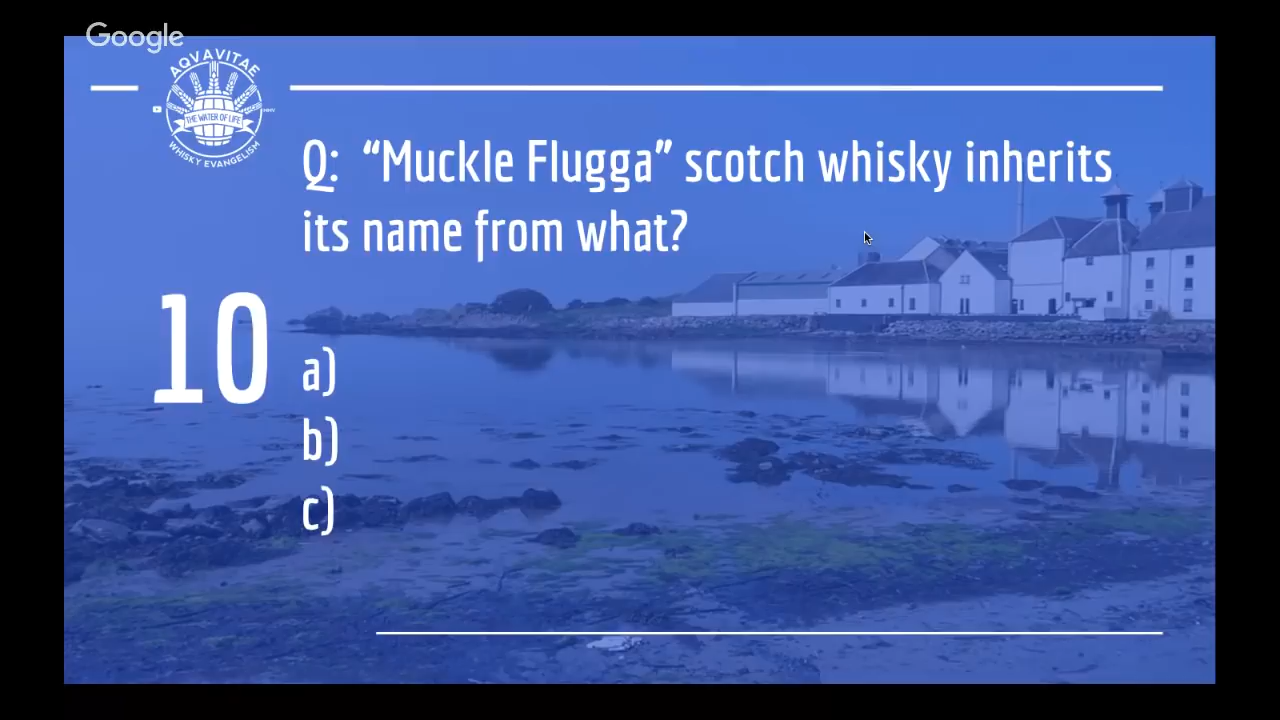 Google
AQVAVITAE
THE WATER OF LIFE
WHISKY EVANGELISM
Q: “Muckle Flugga” scotch whisky inherits
its name from what?
10
a)
b)
c)